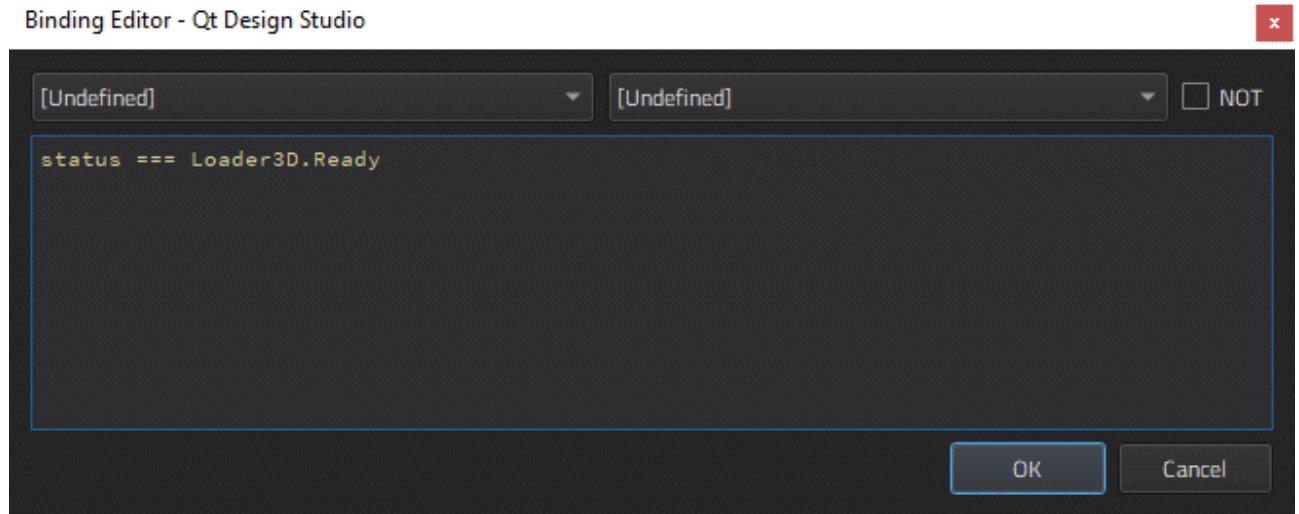 Binding Editor - Qt Design Studio
x
[Undefined] [Undefined] NOT
status === Loader3D.Ready
OK Cancel